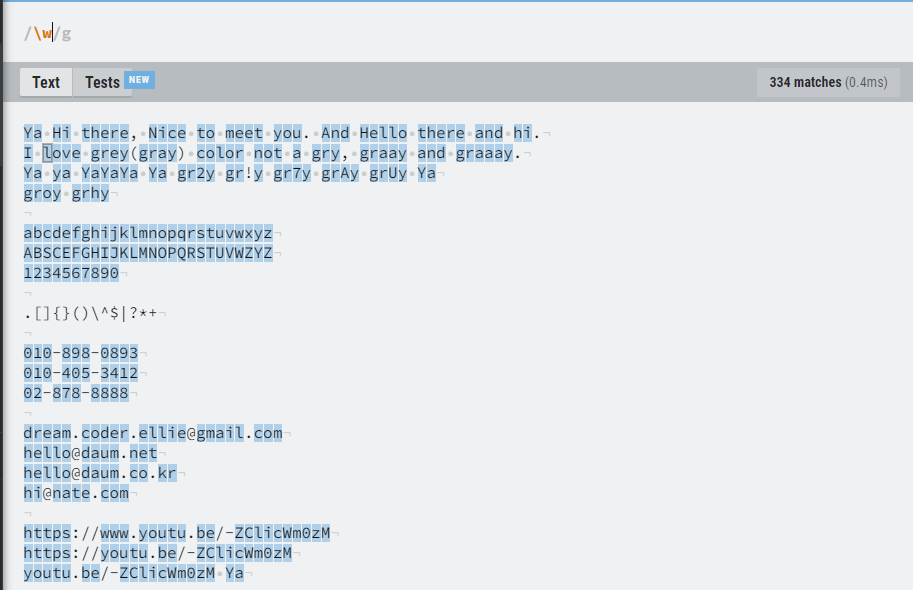 /\w/g
Text Tests NEW 334 matches (0.4ms)
Ya Hi there, Nice to meet you. And Hello there and hi.
I love grey(gray) color not a gry, graay and graaay.
Ya ya YaYaYa Ya gr2y gr!y gr7y grAy grUy Ya
groy grhy
abcdefghijklmnopqrstuvwxyz
ABSCEFGHIJKLMNOPQRSTUVWZYZ
1234567890
.[]{}()\^$|?*+
010-898-0893
010-405-3412
02-878-8888
dream.coder.ellie@gmail.com
hello@daum.net
hello@daum.co.kr
hi@nate.com
https://www.youtu.be/-ZClicWm0zM
https://youtu.be/-ZClicWm0zM
youtu.be/-ZClicWm0zM Ya